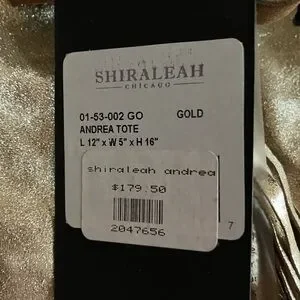 SHIRALEAH
CHICAGO
01-53-002 GO GOLD
ANDREA TOTE
L 12" x W 5" x H 16"
shiraleah andrea
$179.50
2047656
7